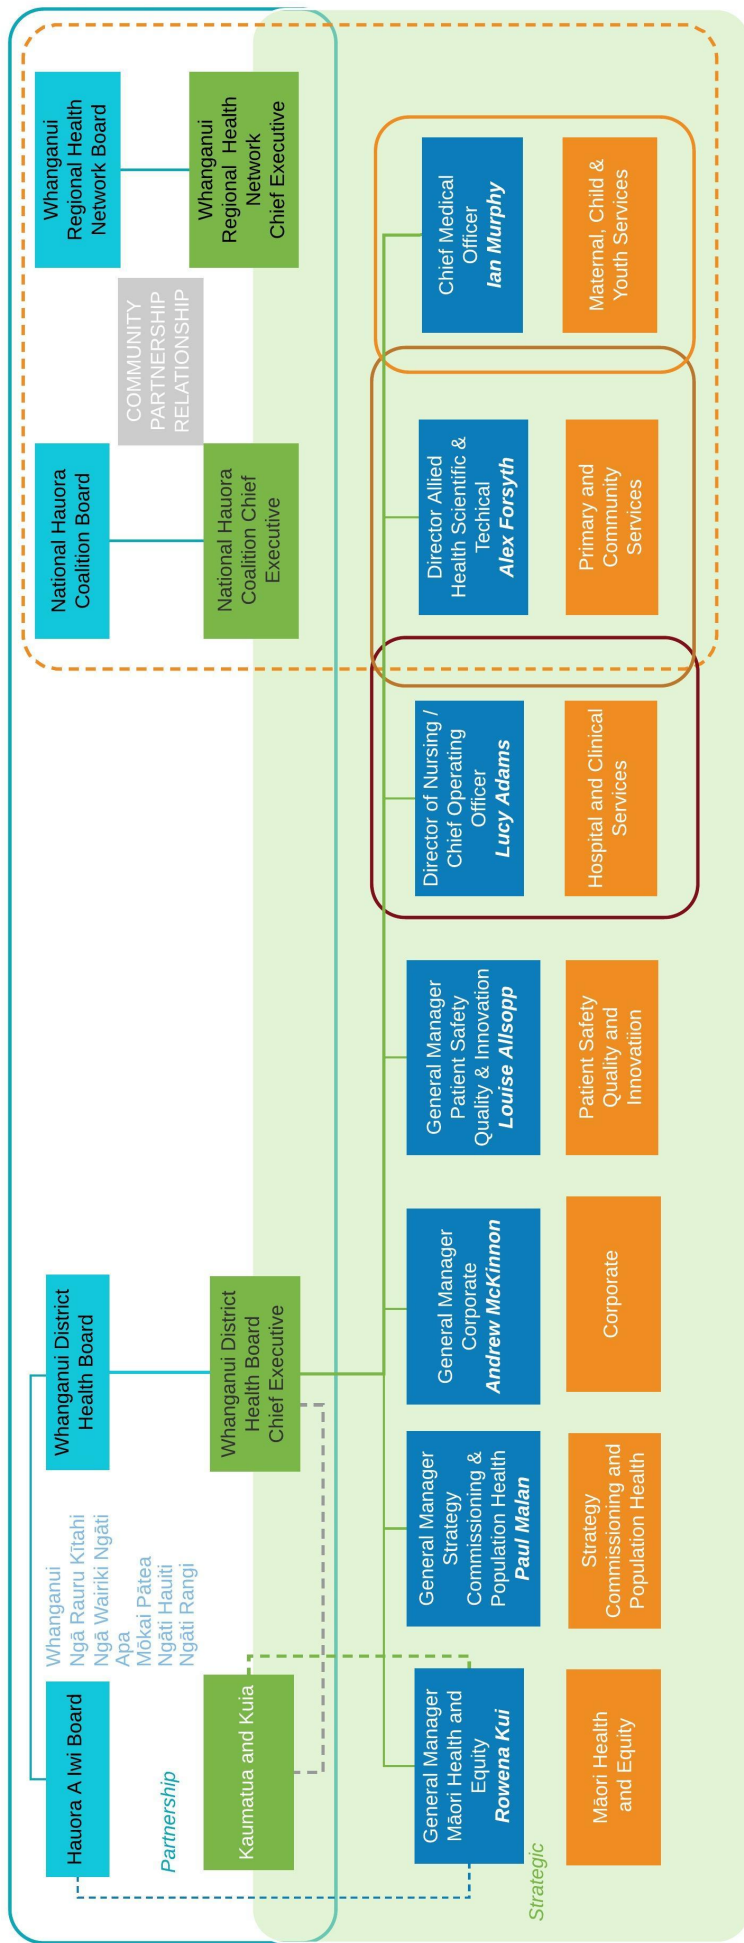 Hauora A Iwi Board
Whanganui
Ngā Rauru Kītahi
Ngā Wairiki Ngāti
Apa
Mōkai Pātea
Ngāti Hauiti
Ngāti Rangi
Whanganui District
Health Board
National Hauora
Coalition Board
Whanganui
Regional Health
Network Board
COMMUNITY
PARTNERSHIP
RELATIONSHIP
Partnership
Kaumatua and Kuia
Whanganui District
Health Board
Chief Executive
National Hauora
Coalition Chief
Executive
Whanganui
Regional Health
Network
Chief Executive
General Manager
Māori Health and
Equity
Rowena Kui
General Manager
Strategy
Commissioning &
Population Health
Paul Malan
General Manager
Corporate
Andrew McKinnon
General Manager
Patient Safety
Quality & Innovation
Louise Allsopp
Director of Nursing /
Chief Operating
Officer
Lucy Adams
Director Allied
Health Scientific &
Techical
Alex Forsyth
Chief Medical
Officer
Ian Murphy
Strategic
Māori Health
and Equity
Strategy
Commissioning and
Population Health
Corporate
Patient Safety
Quality and
Innovatiion
Hospital and Clinical
Services
Primary and
Community
Services
Maternal, Child &
Youth Services